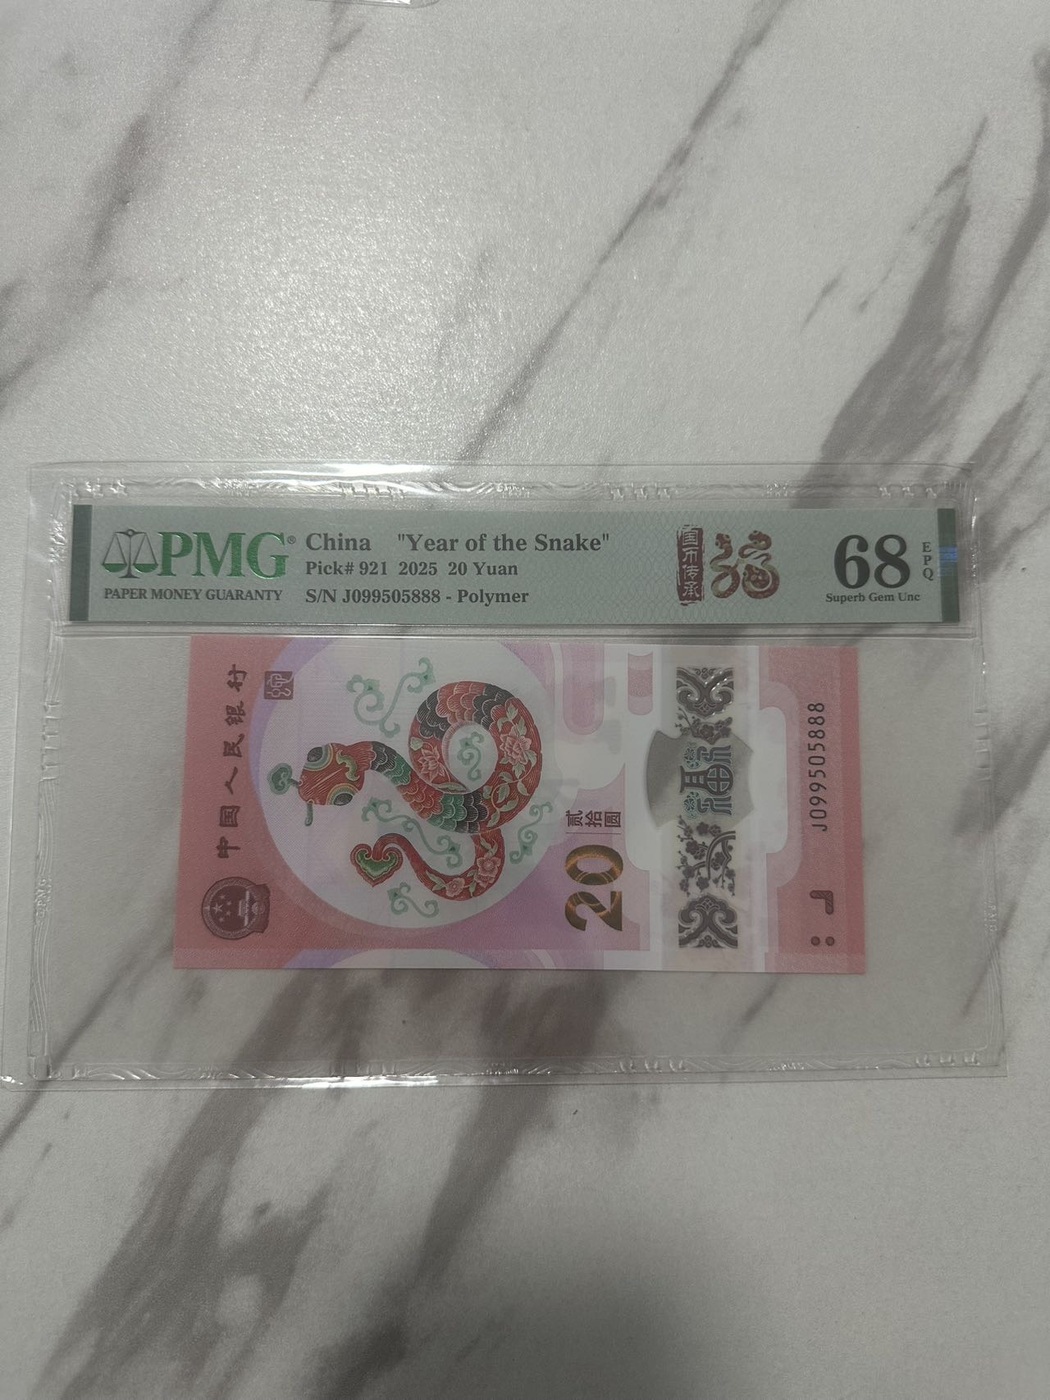 PMG®
PAPER MONEY GUARANTY
China "Year of the Snake"
Pick# 921 2025 20 Yuan
S/N J099505888 - Polymer
国币传承
68
EPQ
Superb Gem Unc
中国人民银行
20
贰拾圆
福
J099505888